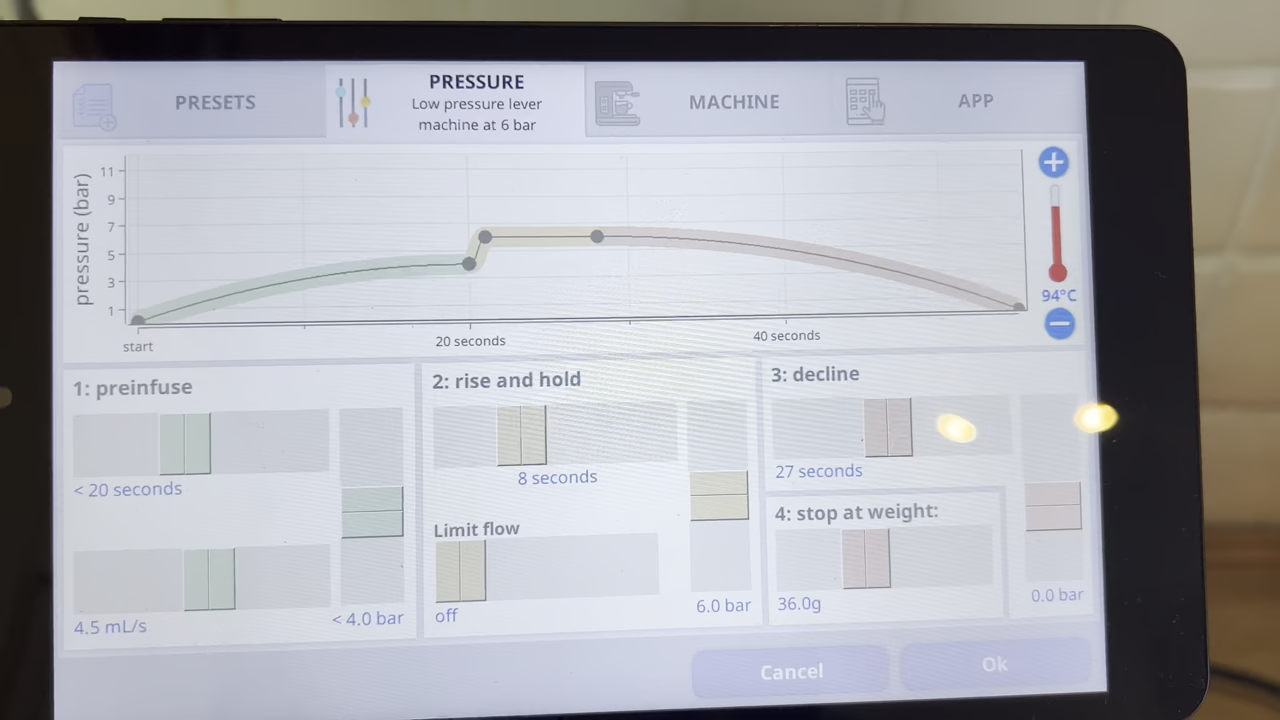 PRESETS
PRESSURE
Low pressure lever
machine at 6 bar
MACHINE
APP
pressure (bar)
11
9
7
5
3
1
start
20 seconds
40 seconds
94°C
1: preinfuse
< 20 seconds
4.5 mL/s
< 4.0 bar
2: rise and hold
8 seconds
Limit flow
off
6.0 bar
3: decline
27 seconds
4: stop at weight:
36.0g
0.0 bar
Cancel
Ok